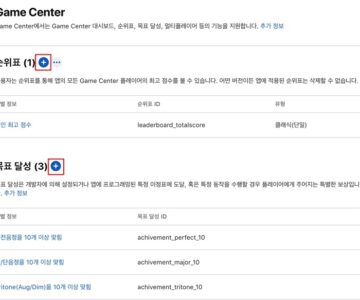 Game Center
Game Center에서는 Game Center 대시보드, 순위표, 목표 달성, 멀티플레이어 등의 기능을 지원합니다. 추가 정보
순위표 (1)
용자는 순위표를 통해 앱의 모든 Game Center 플레이어의 최고 점수를 볼 수 있습니다. 어떤 버전이든 앱에 적용된 순위표는 삭제할 수 없습니다.
별 정보 순위표 ID 유형
인 최고 점수 leaderboard_totalscore 클래식(단일)
목표 달성 (3)
표 달성은 개발자에 의해 설정되거나 앱에 프로그래밍된 특정 이정표에 도달, 혹은 특정 동작을 수행할 경우 플레이어에게 주어지는 특별한 보상입니다.
추가 정보
별 정보 목표 달성 ID
전음정을 10개 이상 맞힘 achivement_perfect_10
/단음정을 10개 이상 맞힘 achivement_major_10
ritone(Aug/Dim)을 10개 이상 맞힘 achivement_tritone_10